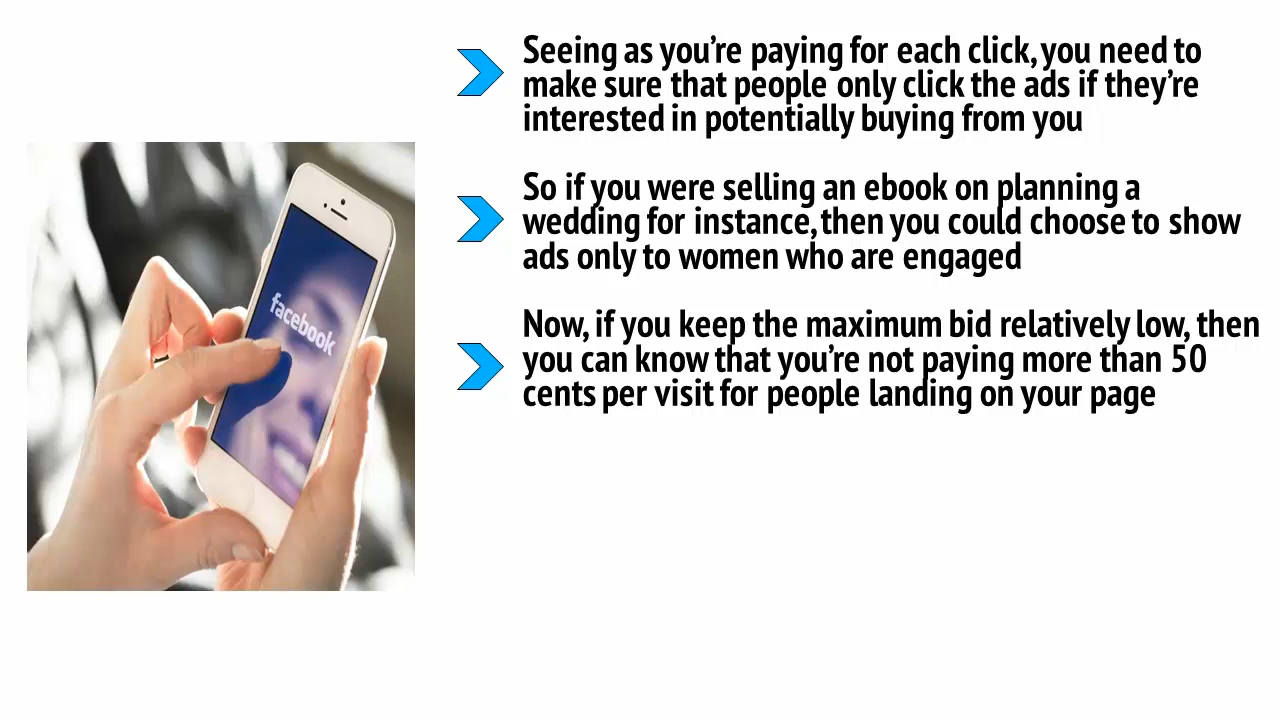 Seeing as you're paying for each click, you need to
make sure that people only click the ads if they're
interested in potentially buying from you
So if you were selling an ebook on planning a
wedding for instance, then you could choose to show
ads only to women who are engaged
Now, if you keep the maximum bid relatively low, then
you can know that you're not paying more than 50
cents per visit for people landing on your page
facebook